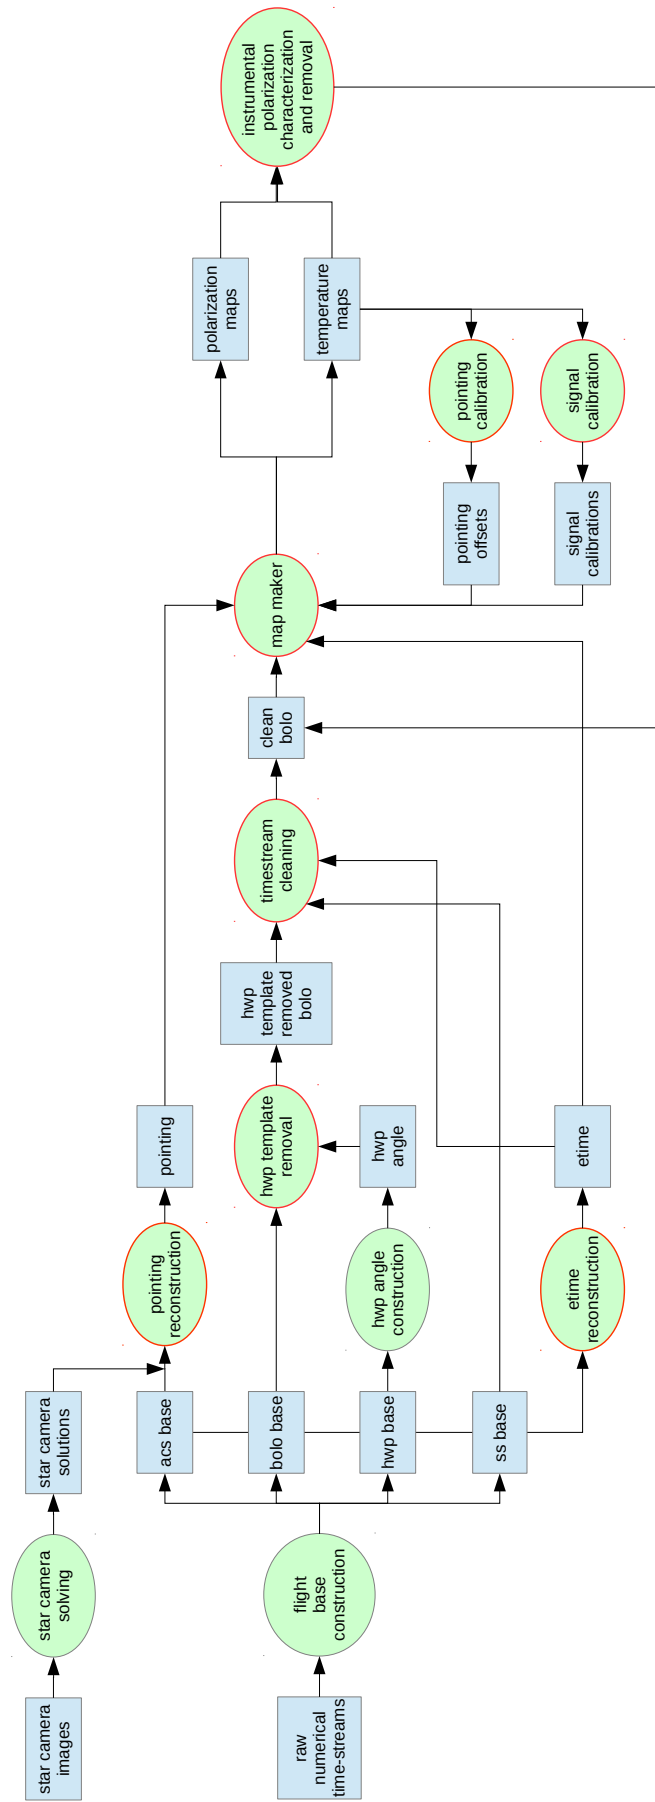 star camera
images
star camera
solving
star camera
solutions
raw
numerical
time-streams
flight
base
construction
acs base
bolo base
hwp base
ss base
pointing
reconstruction
pointing
hwp angle
construction
hwp
angle
etime
reconstruction
etime
hwp template
removal
hwp
template
removed
bolo
timestream
cleaning
clean
bolo
map maker
polarization
maps
temperature
maps
pointing
calibration
pointing
offsets
signal
calibration
signal
calibrations
instrumental
polarization
characterization
and removal